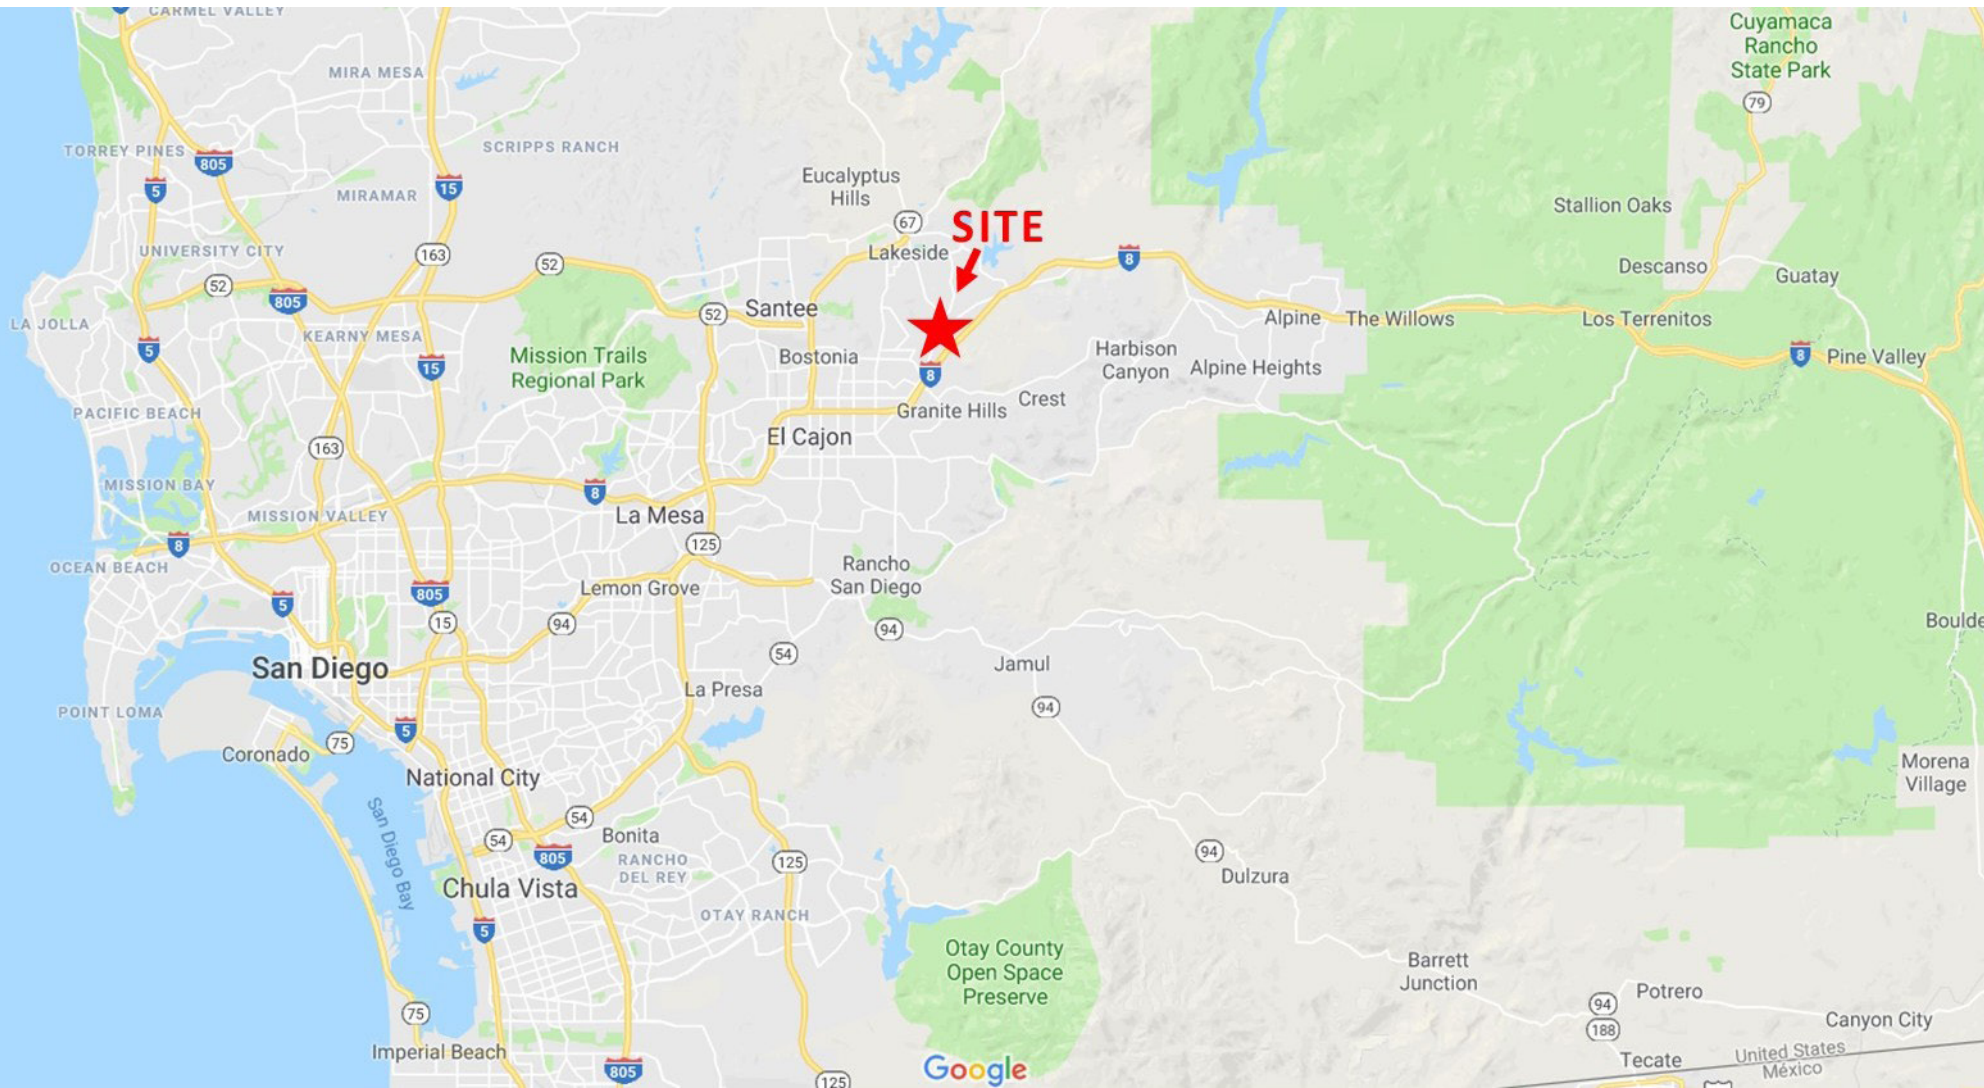 CARMEL VALLEY
Cuyamaca
Rancho
State Park
MIRA MESA
79
TORREY PINES
805
SCRIPPS RANCH
5
15
MIRAMAR
Eucalyptus
Hills
Stallion Oaks
67
SITE
UNIVERSITY CITY
163
Lakeside
8
52
Descanso
Guatay
52
805
Santee
52
LA JOLLA
KEARNY MESA
Alpine
The Willows
Los Terrenitos
5
15
Mission Trails
Regional Park
Bostonia
8
Harbison
Canyon
Alpine Heights
8
Pine Valley
PACIFIC BEACH
Granite Hills
Crest
El Cajon
163
MISSION BAY
8
MISSION VALLEY
La Mesa
8
125
OCEAN BEACH
Rancho
San Diego
5
805
Lemon Grove
15
94
94
Boulde
San Diego
54
Jamul
La Presa
POINT LOMA
94
5
75
Coronado
National City
Morena
Village
San Diego Bay
54
54
Bonita
805
RANCHO
DEL REY
125
94
Dulzura
Chula Vista
OTAY RANCH
5
Otay County
Open Space
Preserve
Barrett
Junction
94
Potrero
188
75
Canyon City
Imperial Beach
805
Google
125
Tecate
United States
México